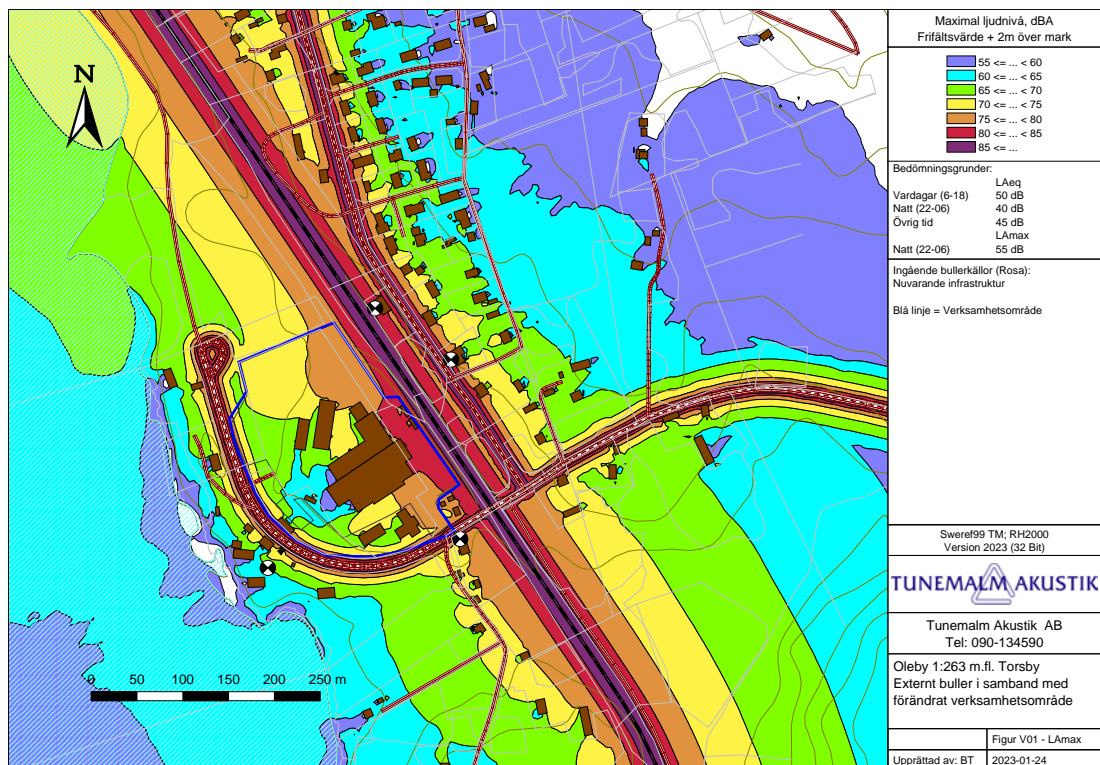 Maximal ljudnivå, dBA
Frifältsvärde + 2m över mark
55 <= ... < 60
60 <= ... < 65
65 <= ... < 70
70 <= ... < 75
75 <= ... < 80
80 <= ... < 85
85 <= ...
Bedömningsgrunder:
LAeq
Vardagar (6-18) 50 dB
Natt (22-06) 40 dB
Övrig tid 45 dB
LAmax
Natt (22-06) 55 dB
Ingående bullerkällor (Rosa):
Nuvarande infrastruktur
Blå linje = Verksamhetsområde
N
0 50 100 150 200 250 m
Sweref99 TM; RH2000
Version 2023 (32 Bit)
TUNEMALM AKUSTIK
Tunemalm Akustik AB
Tel: 090-134590
Oleby 1:263 m.fl. Torsby
Externt buller i samband med
förändrat verksamhetsområde
Figur V01 - LAmax
Upprättad av: BT 2023-01-24